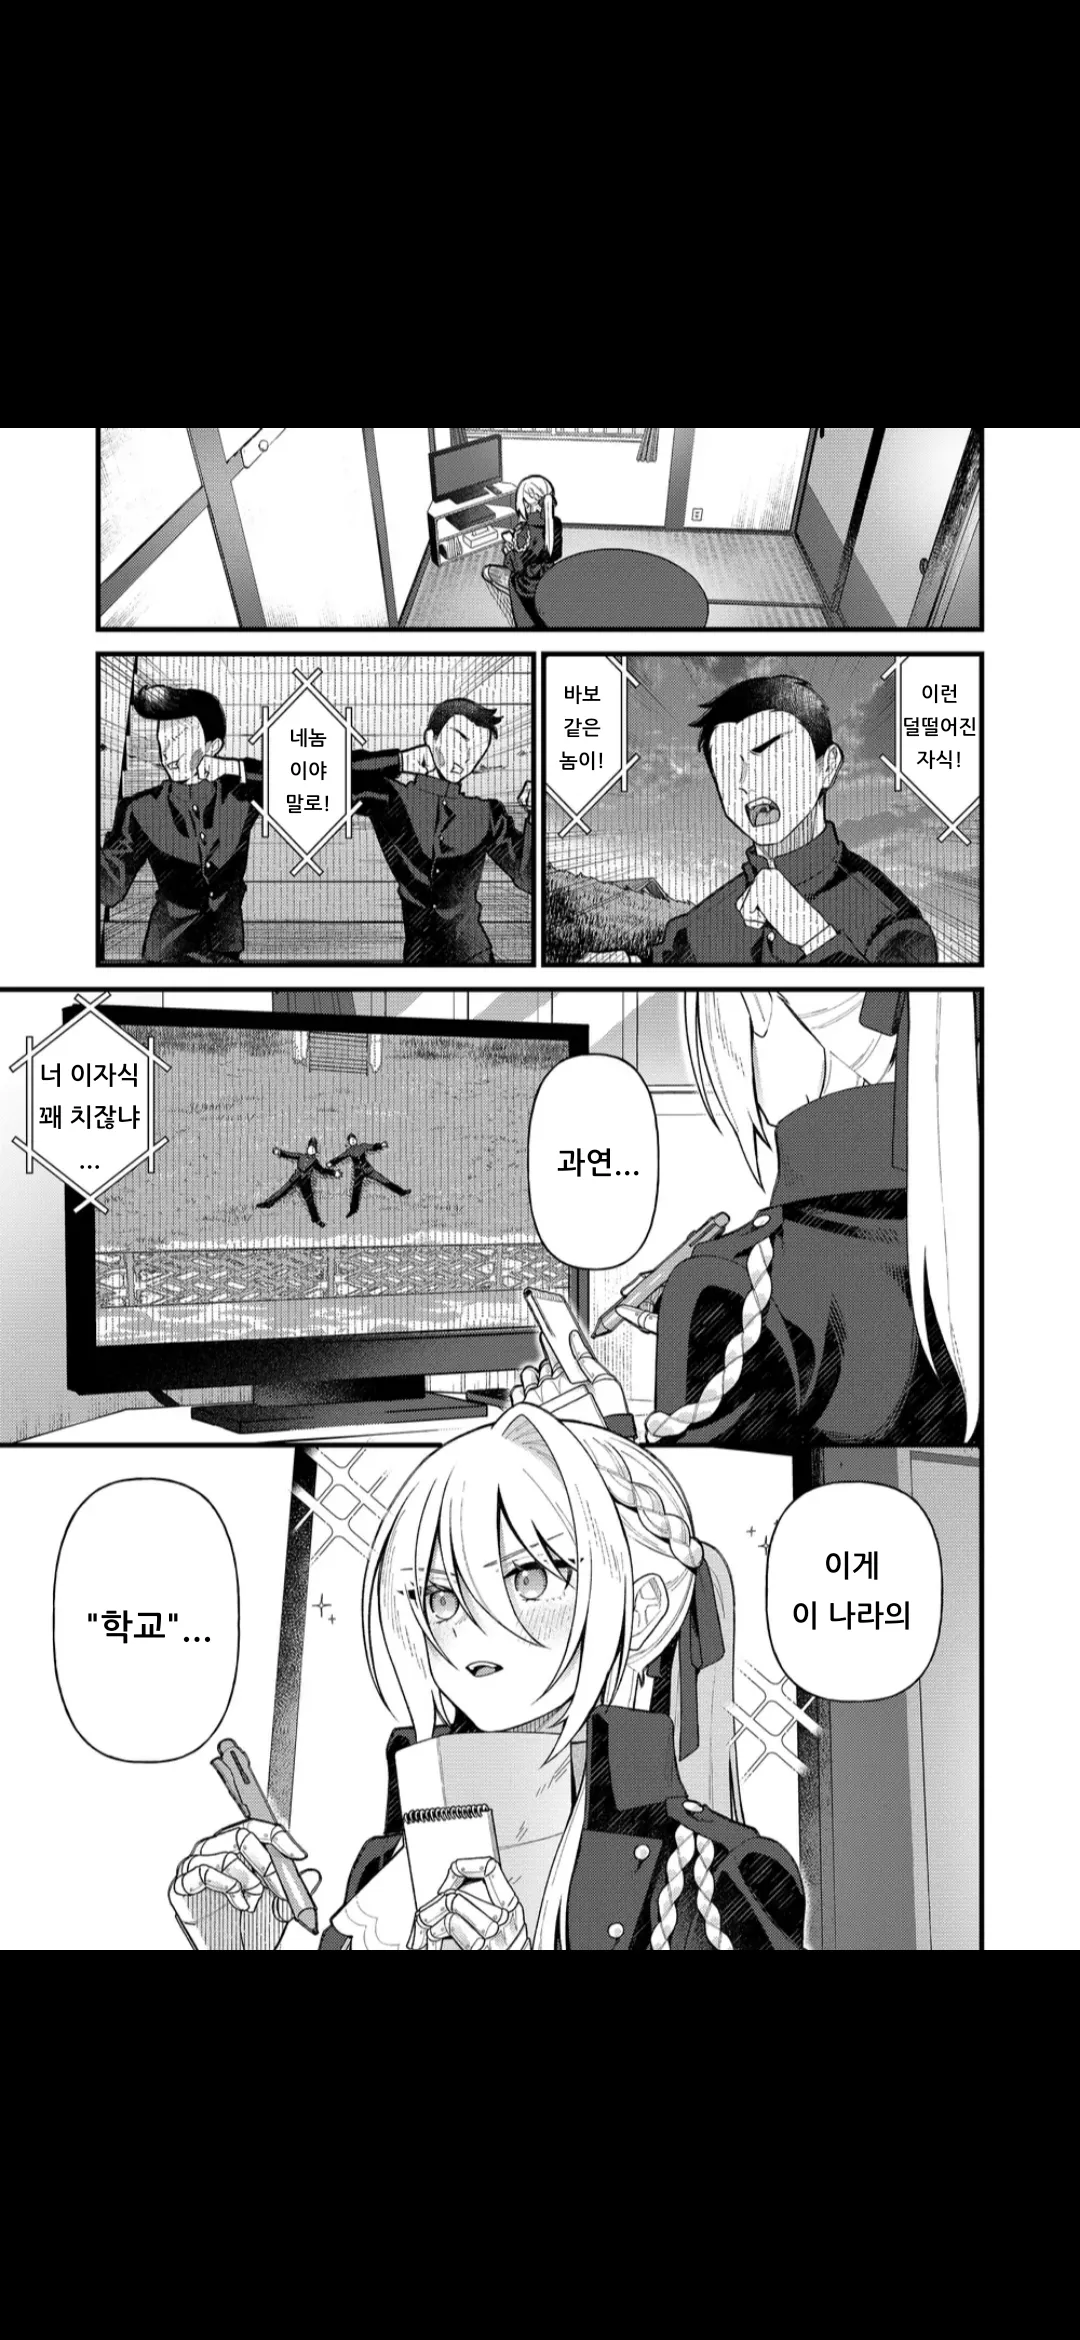 이런
덜떨어진
자식!
바보
같은
놈이!
네놈
이야
말로!
너 이자식
꽤 치잖냐
...
과연...
이게
이 나라의
"학교"...